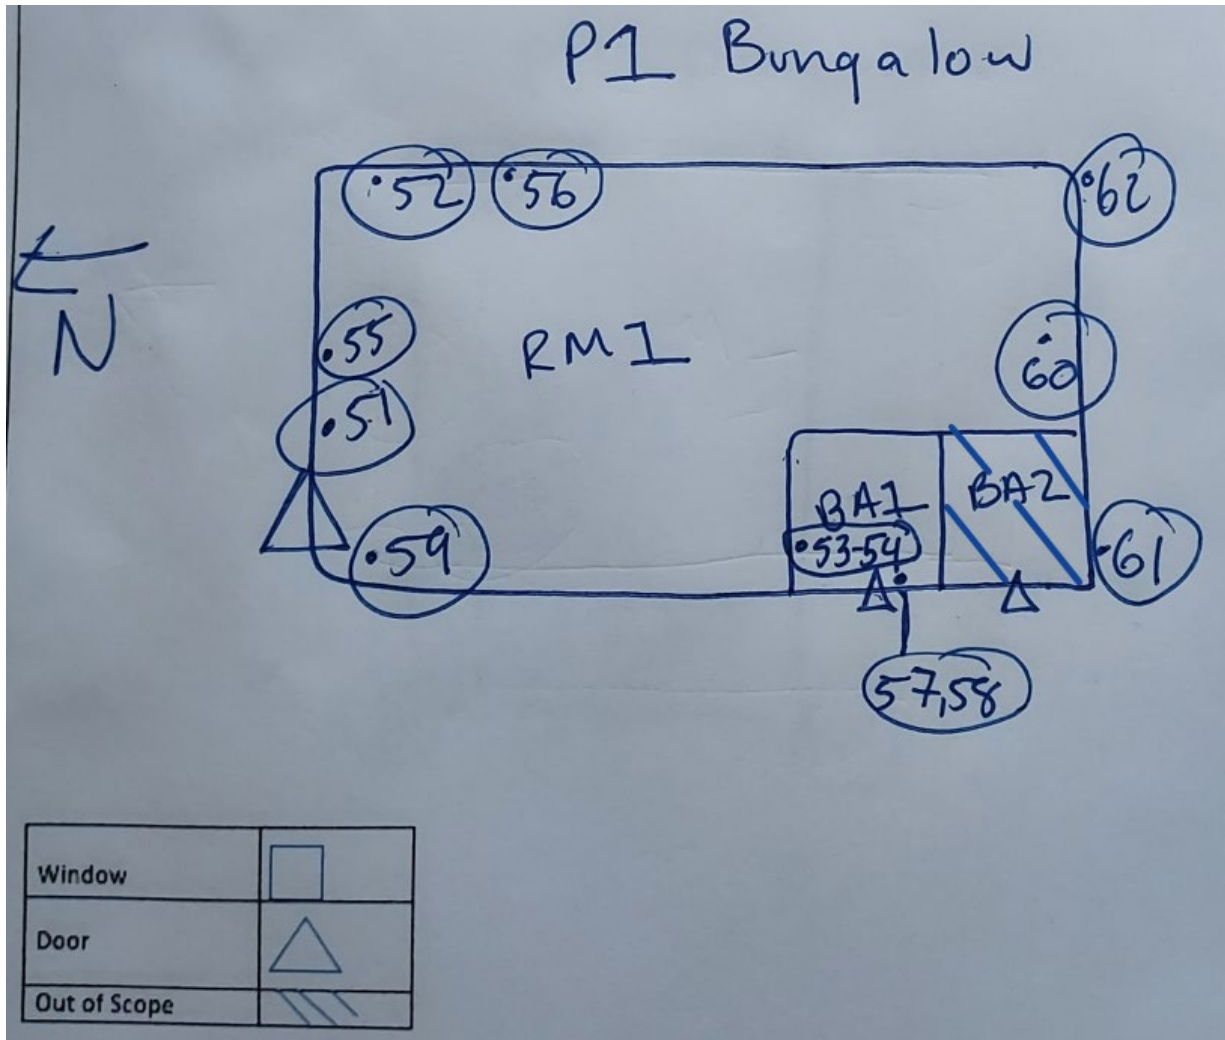 P1 Bungalow
52 56 62
N
55
RM1
60
51
BA1
BA2
59
53-54
61
57,58
Window
Door
Out of Scope